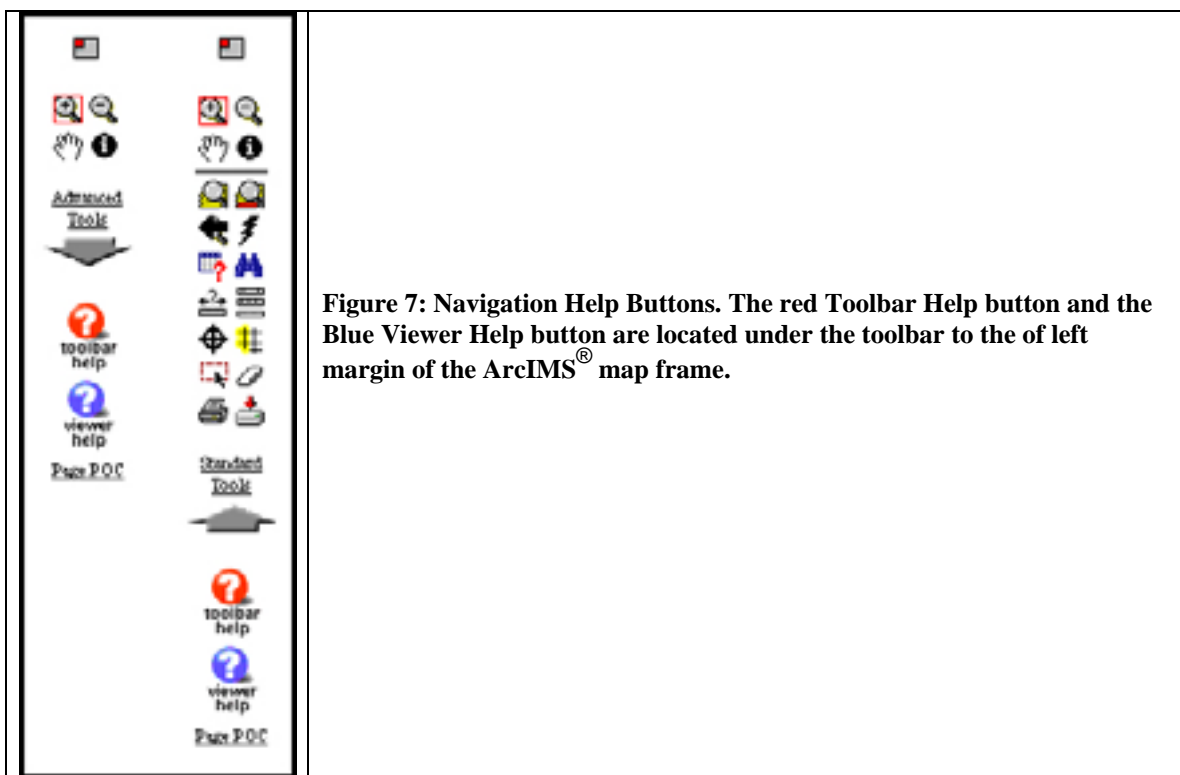 Advanced
Tools
toolbar
help
viewer
help
Page POC
Standard
Tools
toolbar
help
viewer
help
Page POC
Figure 7: Navigation Help Buttons. The red Toolbar Help button and the
Blue Viewer Help button are located under the toolbar to the of left
margin of the ArcIMS® map frame.